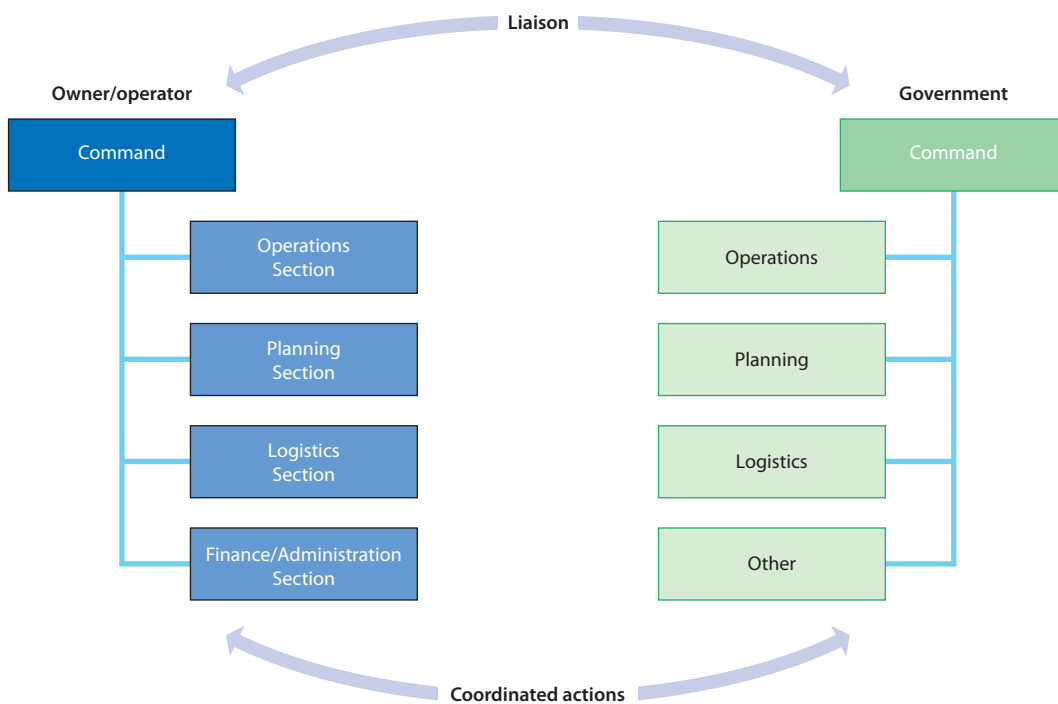 Liaison
Owner/operator
Government
Command
Command
Operations
Section
Operations
Planning
Section
Planning
Logistics
Section
Logistics
Finance/Administration
Section
Other
Coordinated actions